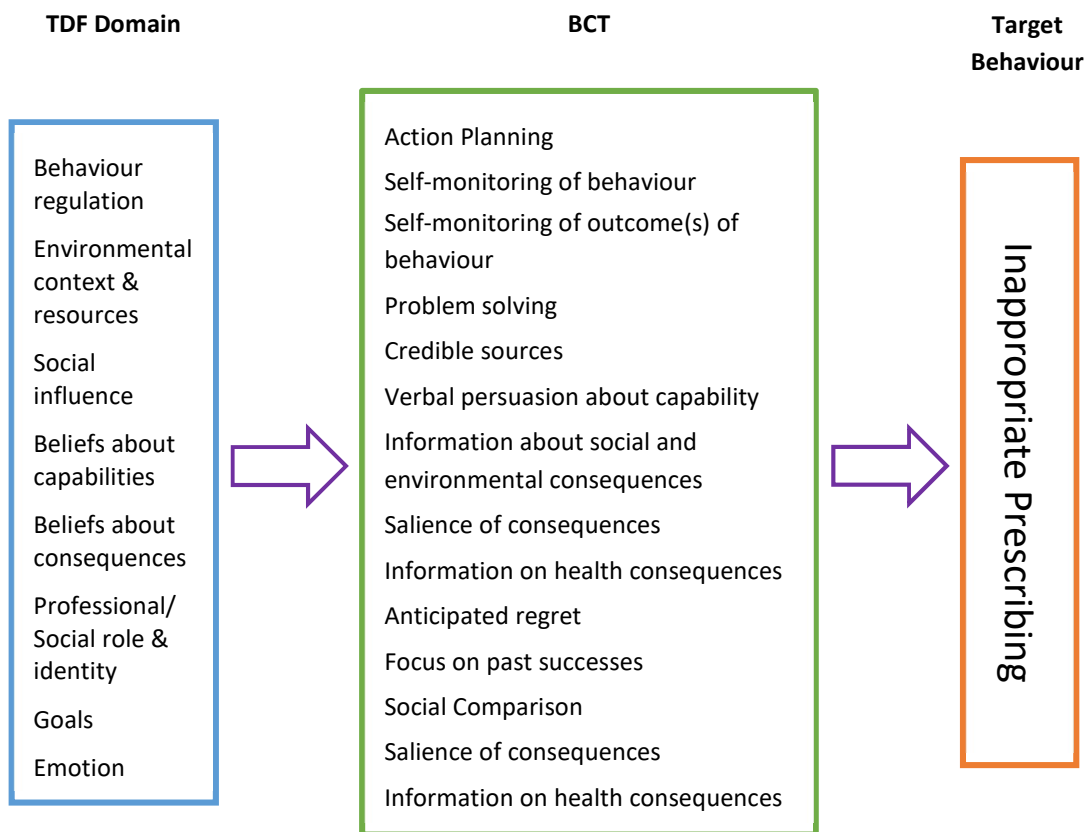 TDF Domain
BCT
Target
Behaviour
Behaviour
regulation
Environmental
context &
resources
Social
influence
Beliefs about
capabilities
Beliefs about
consequences
Professional/
Social role &
identity
Goals
Emotion
Action Planning
Self-monitoring of behaviour
Self-monitoring of outcome(s) of
behaviour
Problem solving
Credible sources
Verbal persuasion about capability
Information about social and
environmental consequences
Salience of consequences
Information on health consequences
Anticipated regret
Focus on past successes
Social Comparison
Salience of consequences
Information on health consequences
Inappropriate Prescribing